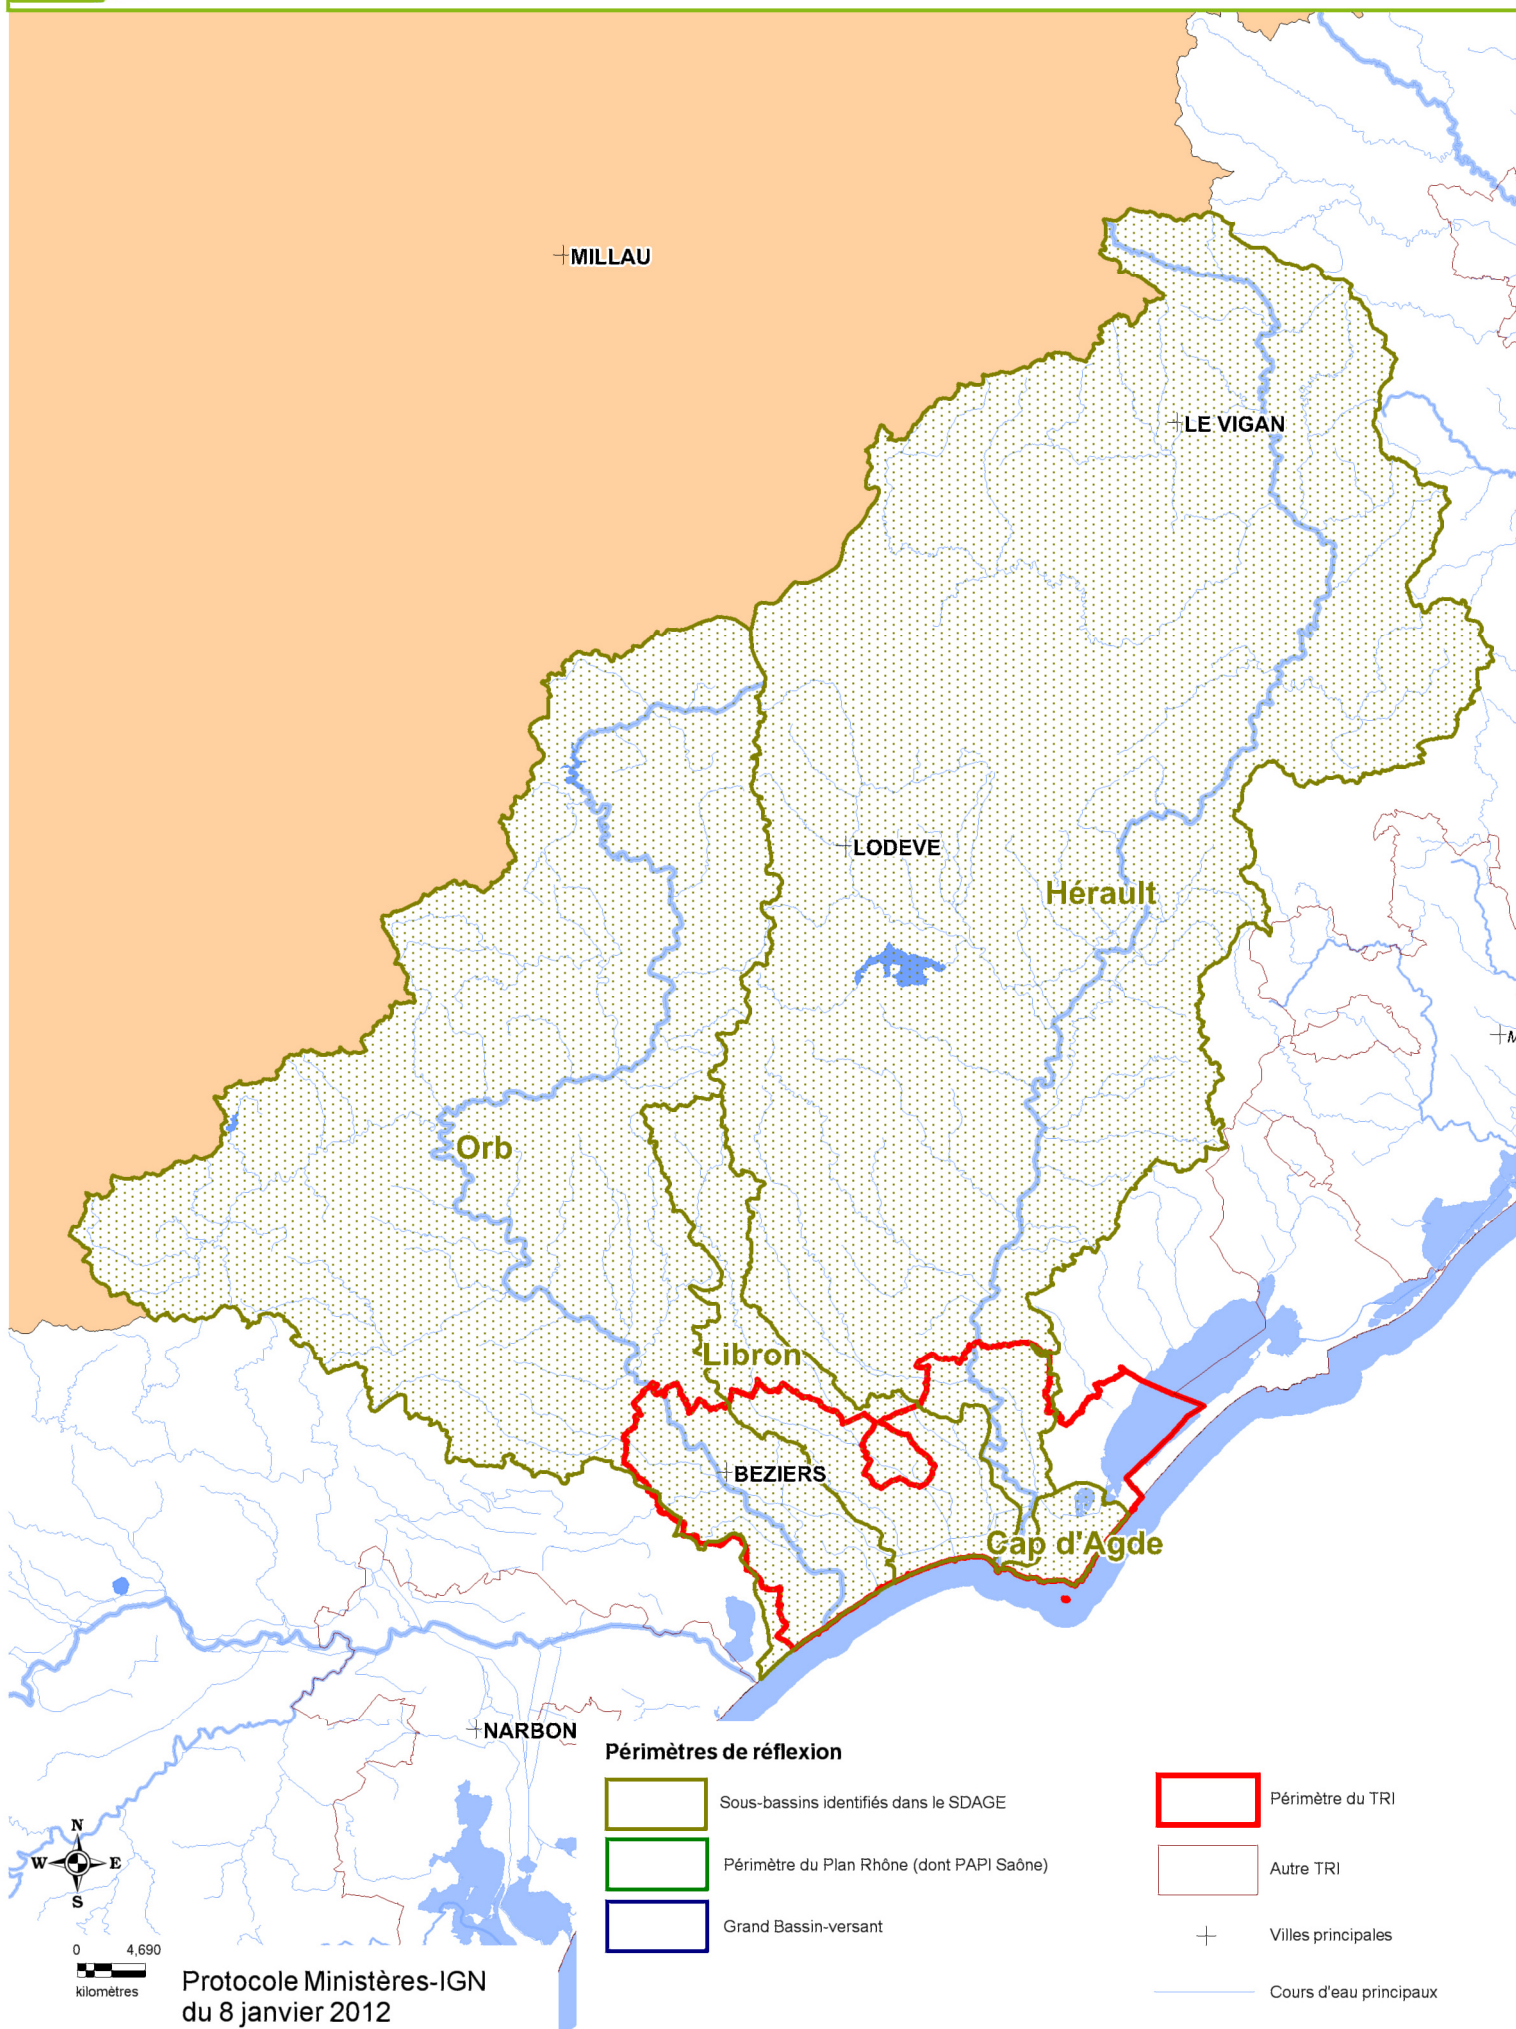 MILLAU
LE VIGAN
LODEVE
Hérault
M
Orb
Libron
BEZIERS
Cap d'Agde
NARBON
Périmètres de réflexion
Sous-bassins identifiés dans le SDAGE
Périmètre du Plan Rhône (dont PAPI Saône)
Grand Bassin-versant
Périmètre du TRI
Autre TRI
Villes principales
Cours d'eau principaux
N
W E
S
0 4,690
kilomètres
Protocole Ministères-IGN
du 8 janvier 2012